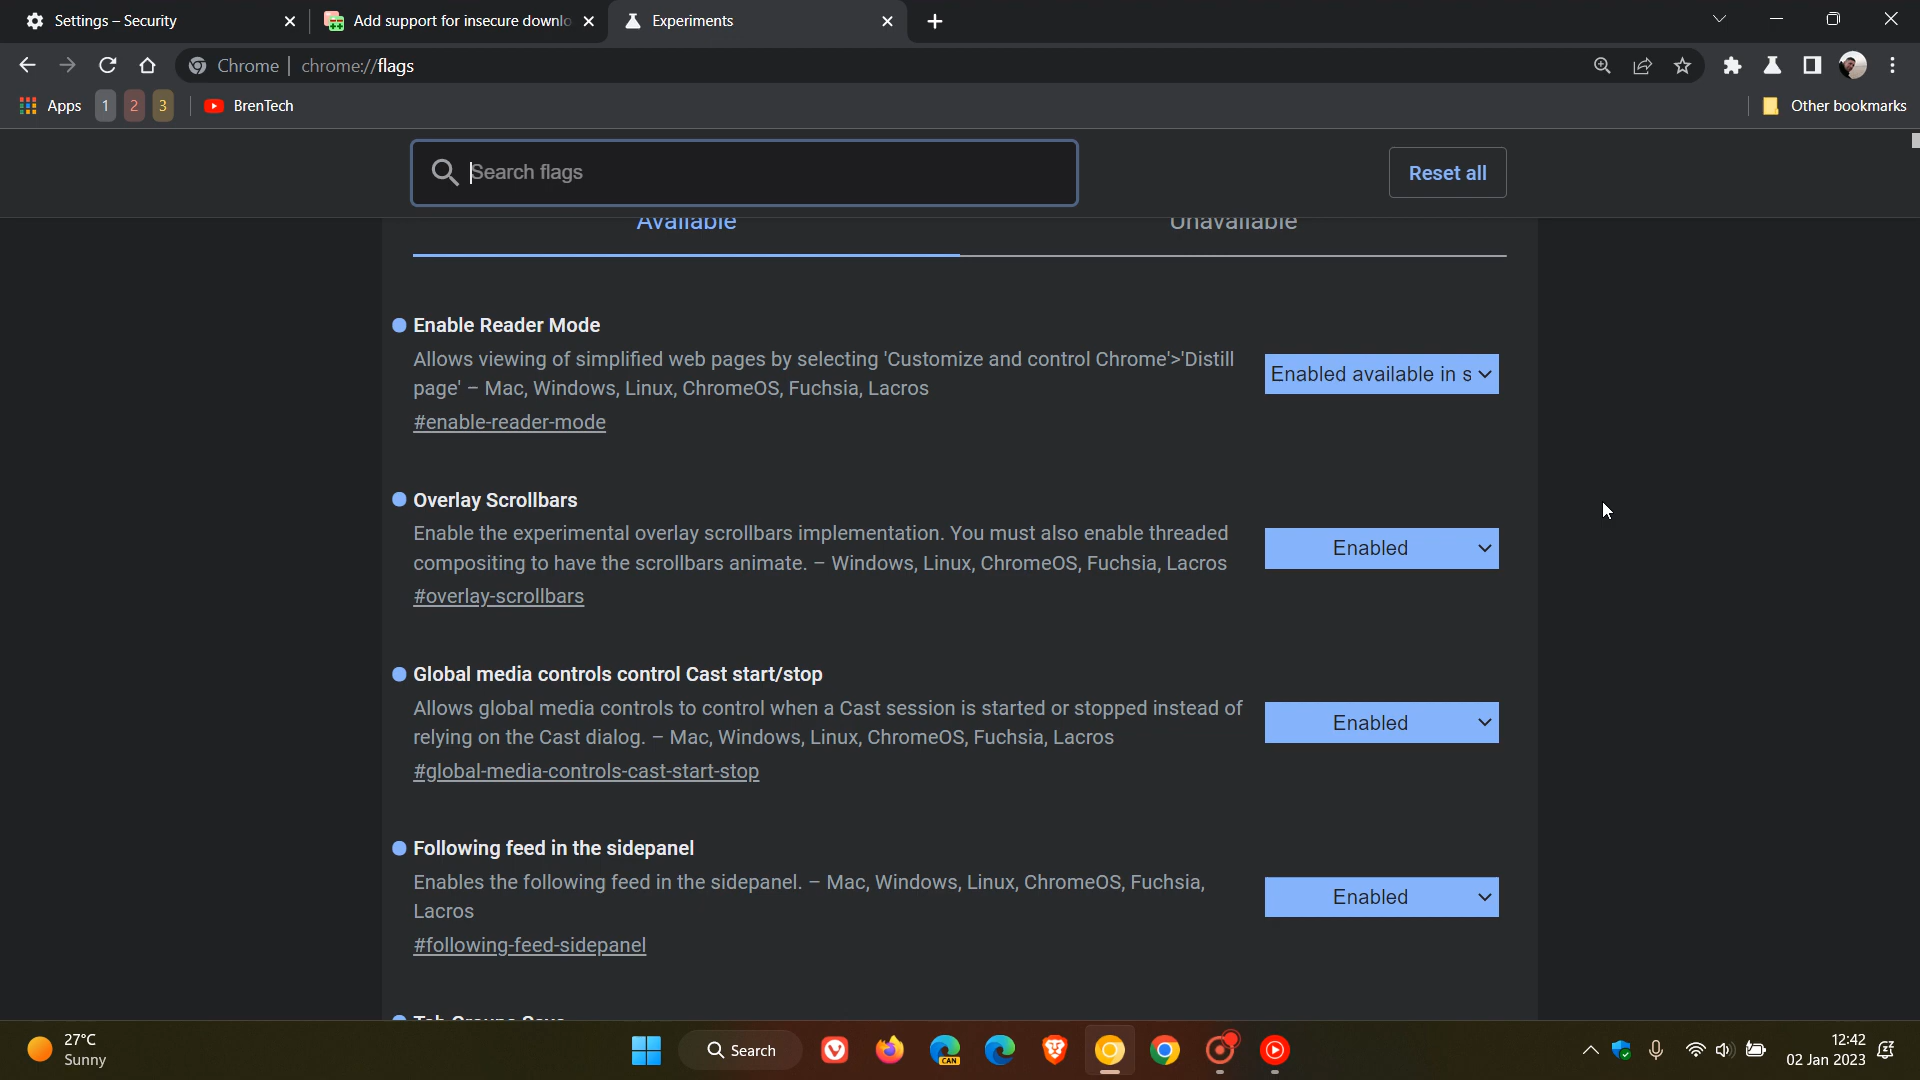 Settings – Security
Add support for insecure downlo
Experiments
Chrome
chrome://flags
Apps
1
2
3
BrenTech
Other bookmarks
Search flags
Reset all
Available
Unavailable
Enable Reader Mode
Allows viewing of simplified web pages by selecting 'Customize and control Chrome'>'Distill
page' – Mac, Windows, Linux, ChromeOS, Fuchsia, Lacros
#enable-reader-mode
Enabled available in s
Overlay Scrollbars
Enable the experimental overlay scrollbars implementation. You must also enable threaded
compositing to have the scrollbars animate. – Windows, Linux, ChromeOS, Fuchsia, Lacros
#overlay-scrollbars
Enabled
Global media controls control Cast start/stop
Allows global media controls to control when a Cast session is started or stopped instead of
relying on the Cast dialog. – Mac, Windows, Linux, ChromeOS, Fuchsia, Lacros
#global-media-controls-cast-start-stop
Enabled
Following feed in the sidepanel
Enables the following feed in the sidepanel. – Mac, Windows, Linux, ChromeOS, Fuchsia,
Lacros
#following-feed-sidepanel
Enabled
Tab Groups Save
27°C
Sunny
Search
CAN
12:42
02 Jan 2023